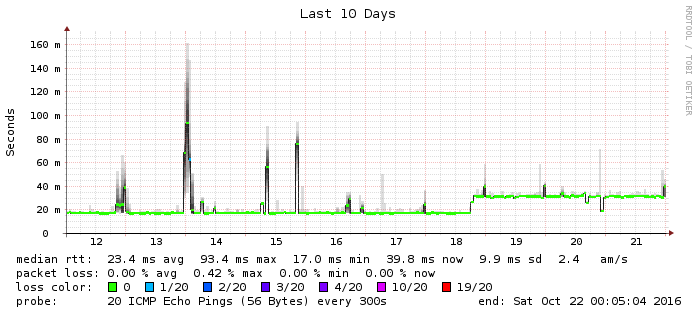 Last 10 Days
RRDTOOL / TOBI OETIKER
Seconds
160 m
140 m
120 m
100 m
80 m
60 m
40 m
20 m
0
12 13 14 15 16 17 18 19 20 21
median rtt: 23.4 ms avg 93.4 ms max 17.0 ms min 39.8 ms now 9.9 ms sd 2.4 am/s
packet loss: 0.00 % avg 0.42 % max 0.00 % min 0.00 % now
loss color: 0 1/20 2/20 3/20 4/20 10/20 19/20
probe: 20 ICMP Echo Pings (56 Bytes) every 300s end: Sat Oct 22 00:05:04 2016